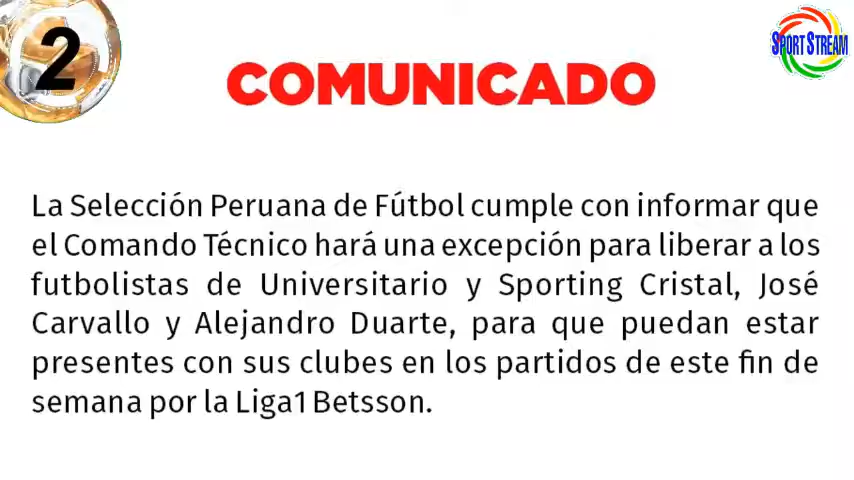 2
SPORT STREAM
COMUNICADO
La Selección Peruana de Fútbol cumple con informar que
el Comando Técnico hará una excepción para liberar a los
futbolistas de Universitario y Sporting Cristal, José
Carvallo y Alejandro Duarte, para que puedan estar
presentes con sus clubes en los partidos de este fin de
semana por la Liga1 Betsson.